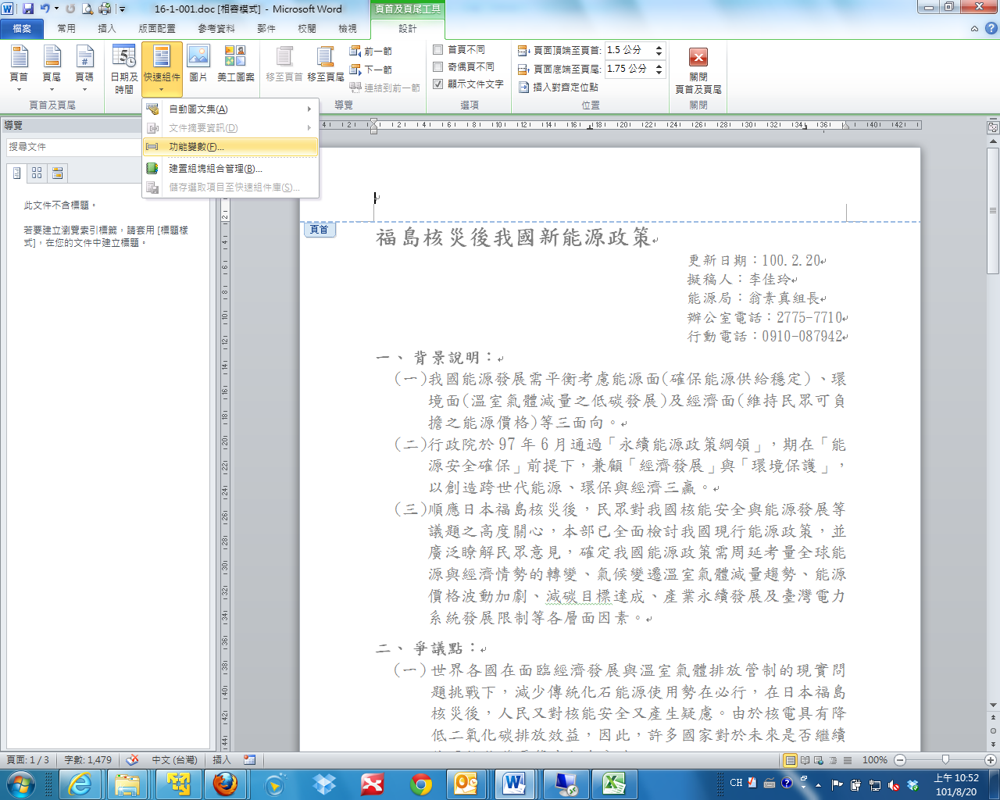 16-1-001.doc [相容模式] - Microsoft Word
頁首及頁尾工具
檔案 常用 插入 版面配置 參考資料 郵件 校閱 檢視 設計
頁首 頁尾 頁碼 日期及時間 快速組件 圖片 美工圖案 移至頁首 移至頁尾
前一節
下一節
連結到前一節
首頁不同
奇偶頁不同
顯示文件文字
頁面頂端至頁首: 1.5 公分
頁面底端至頁尾: 1.75 公分
插入對齊定位點
關閉
頁首及頁尾
頁首及頁尾 導覽 選項 位置 關閉
自動圖文集(A)
文件摘要資訊(D)
功能變數(F)...
建置組塊組合管理(B)...
儲存選取項目至快速組件庫(S)...
導覽
搜尋文件
此文件不含標題。
若要建立瀏覽索引標籤，請套用 [標題樣
式]，在您的文件中建立標題。
頁首
福島核災後我國新能源政策
更新日期：100.2.20
擬稿人：李佳玲
能源局：翁素真組長
辦公室電話：2775-7710
行動電話：0910-087942
一、背景說明：
(一)我國能源發展需平衡考慮能源面(確保能源供給穩定)、環
境面(溫室氣體減量之低碳發展)及經濟面(維持民眾可負
擔之能源價格)等三面向。
(二)行政院於 97 年 6 月通過「永續能源政策綱領」，期在「能
源安全確保」前提下，兼顧「經濟發展」與「環境保護」，
以創造跨世代能源、環保與經濟三贏。
(三)順應日本福島核災後，民眾對我國核能安全與能源發展等
議題之高度關心，本部已全面檢討我國現行能源政策，並
廣泛瞭解民眾意見，確定我國能源政策需周延考量全球能
源與經濟情勢的轉變、氣候變遷溫室氣體減量趨勢、能源
價格波動加劇、減碳目標達成、產業永續發展及臺灣電力
系統發展限制等各層面因素。
二、爭議點：
(一)世界各國在面臨經濟發展與溫室氣體排放管制的現實問
題挑戰下，減少傳統化石能源使用勢在必行，在日本福島
核災後，人民又對核能安全又產生疑慮。由於核電具有降
低二氧化碳排放效益，因此，許多國家對於未來是否繼續
頁面: 1 / 3 字數: 1,479 中文 (台灣) 插入 100%
CH 上午 10:52
101/8/20